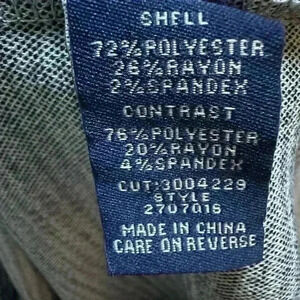 SHELL
72%POLYESTER
26%RAYON
2%SPANDEX
CONTRAST
76%POLYESTER
20%RAYON
4%SPANDEX
CUT:3004229
STYLE
2707016
MADE IN CHINA
CARE ON REVERSE